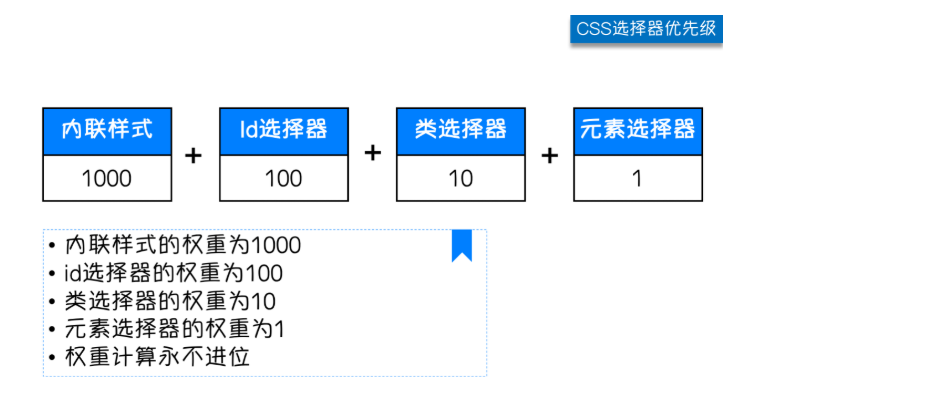 CSS选择器优先级
内联样式 + Id选择器 + 类选择器 + 元素选择器
1000 100 10 1
• 内联样式的权重为1000
• id选择器的权重为100
• 类选择器的权重为10
• 元素选择器的权重为1
• 权重计算永不进位